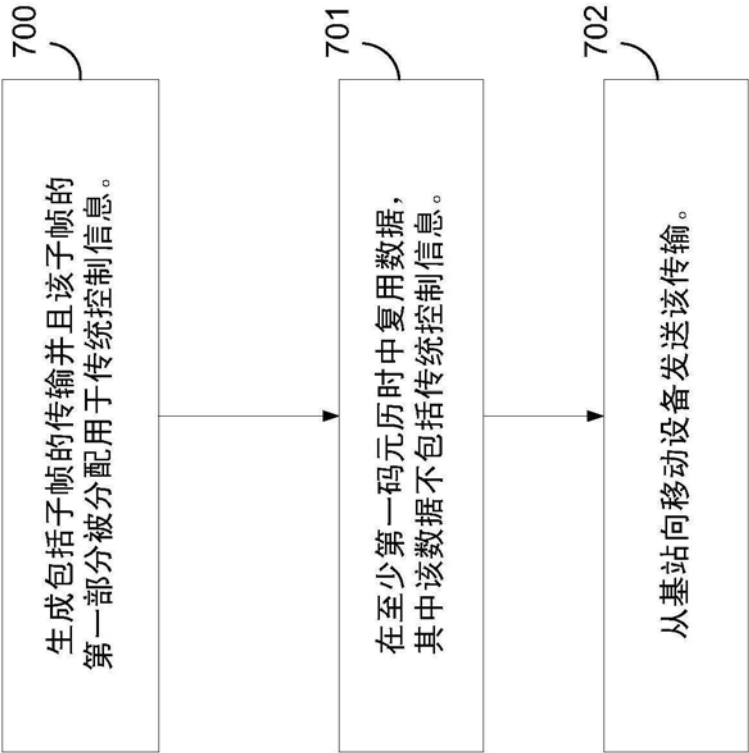 700
生成包括子帧的传输并且该子帧的
第一部分被分配用于传统控制信息。
701
在至少第一码元历时中复用数据，
其中该数据不包括传统控制信息。
702
从基站向移动设备发送该传输。